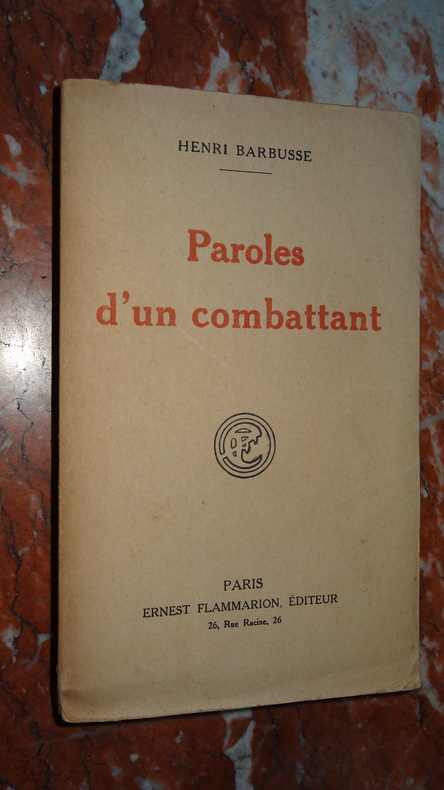 HENRI BARBUSSE
Paroles
d'un combattant
PARIS
ERNEST FLAMMARION, ÉDITEUR
26, Rue Racine, 26